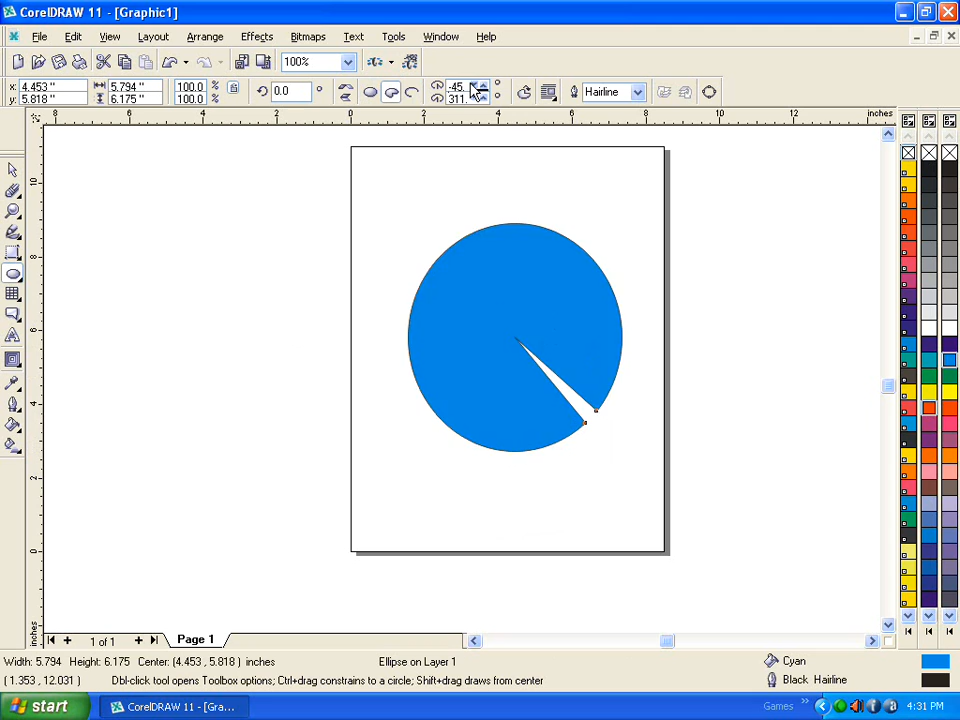 CorelDRAW 11 - [Graphic1]
File Edit View Layout Arrange Effects Bitmaps Text Tools Window Help
100%
x: 4.453 " 5.794 " 100.0 % 0.0 ° -45. ° Hairline
y: 5.818 " 6.175 " 100.0 % 311. °
8 6 4 2 0 2 4 6 8 10 12 inches
10
8
6
4
2
0
inches
1 of 1 Page 1
Width: 5.794 Height: 6.175 Center: (4.453 , 5.818 ) inches Ellipse on Layer 1 Cyan
( 1.353, 12.031 ) Dbl-click tool opens Toolbox options; Ctrl+drag constrains to a circle; Shift+drag draws from center Black Hairline
start CorelDRAW 11 - [Gra... Games » 4:31 PM